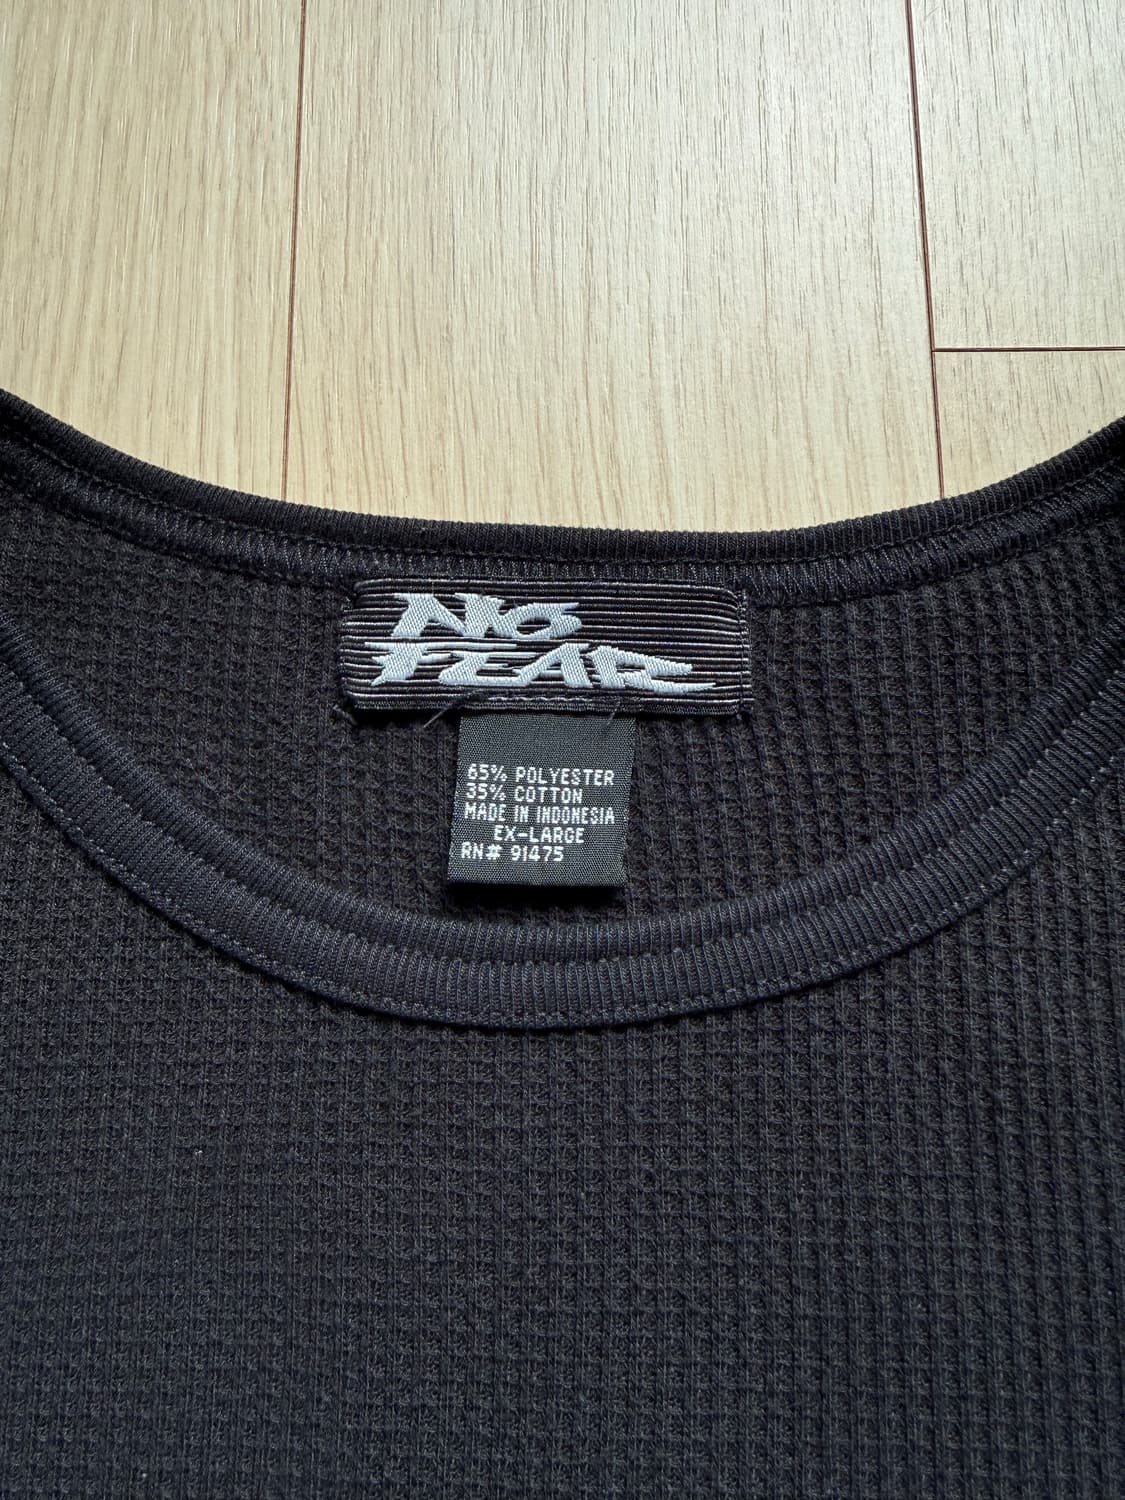 NO
FEAR
65% POLYESTER
35% COTTON
MADE IN INDONESIA
EX-LARGE
RN# 91475